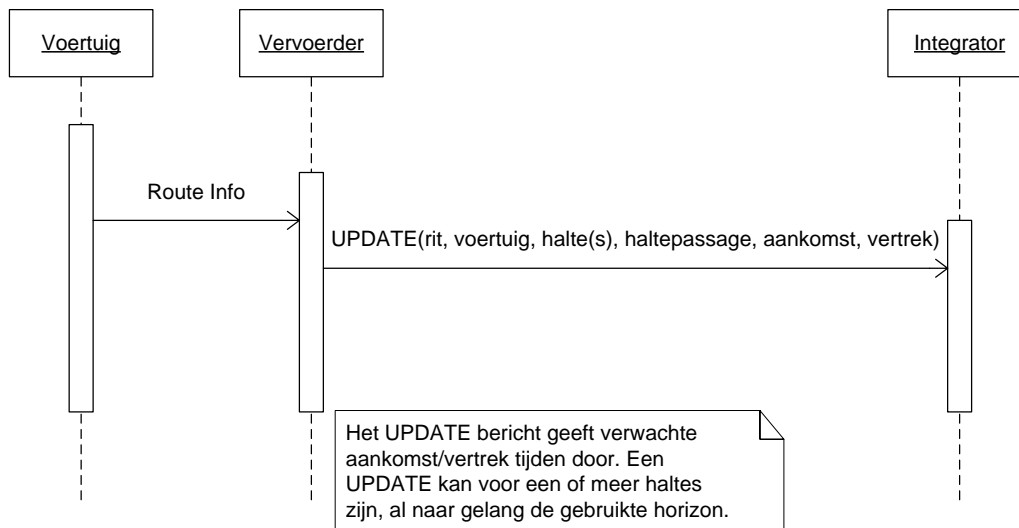 Voertuig
Vervoerder
Integrator
Route Info
UPDATE(rit, voertuig, halte(s), haltepassage, aankomst, vertrek)
Het UPDATE bericht geeft verwachte
aankomst/vertrek tijden door. Een
UPDATE kan voor een of meer haltes
zijn, al naar gelang de gebruikte horizon.